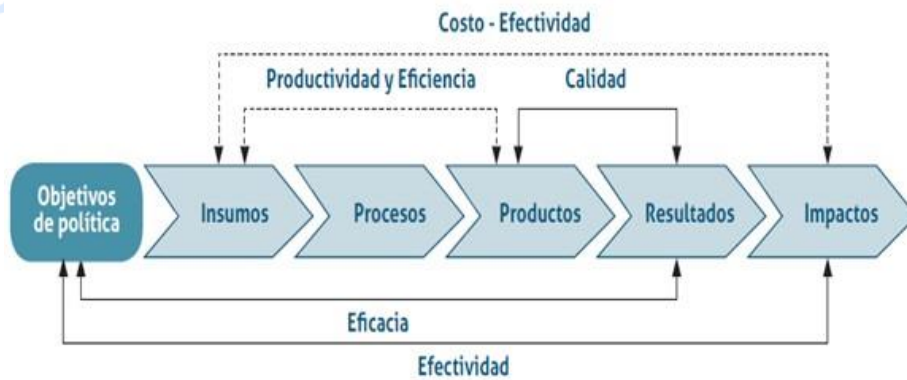 Costo - Efectividad
Productividad y Eficiencia
Calidad
Objetivos
de política
Insumos
Procesos
Productos
Resultados
Impactos
Eficacia
Efectividad